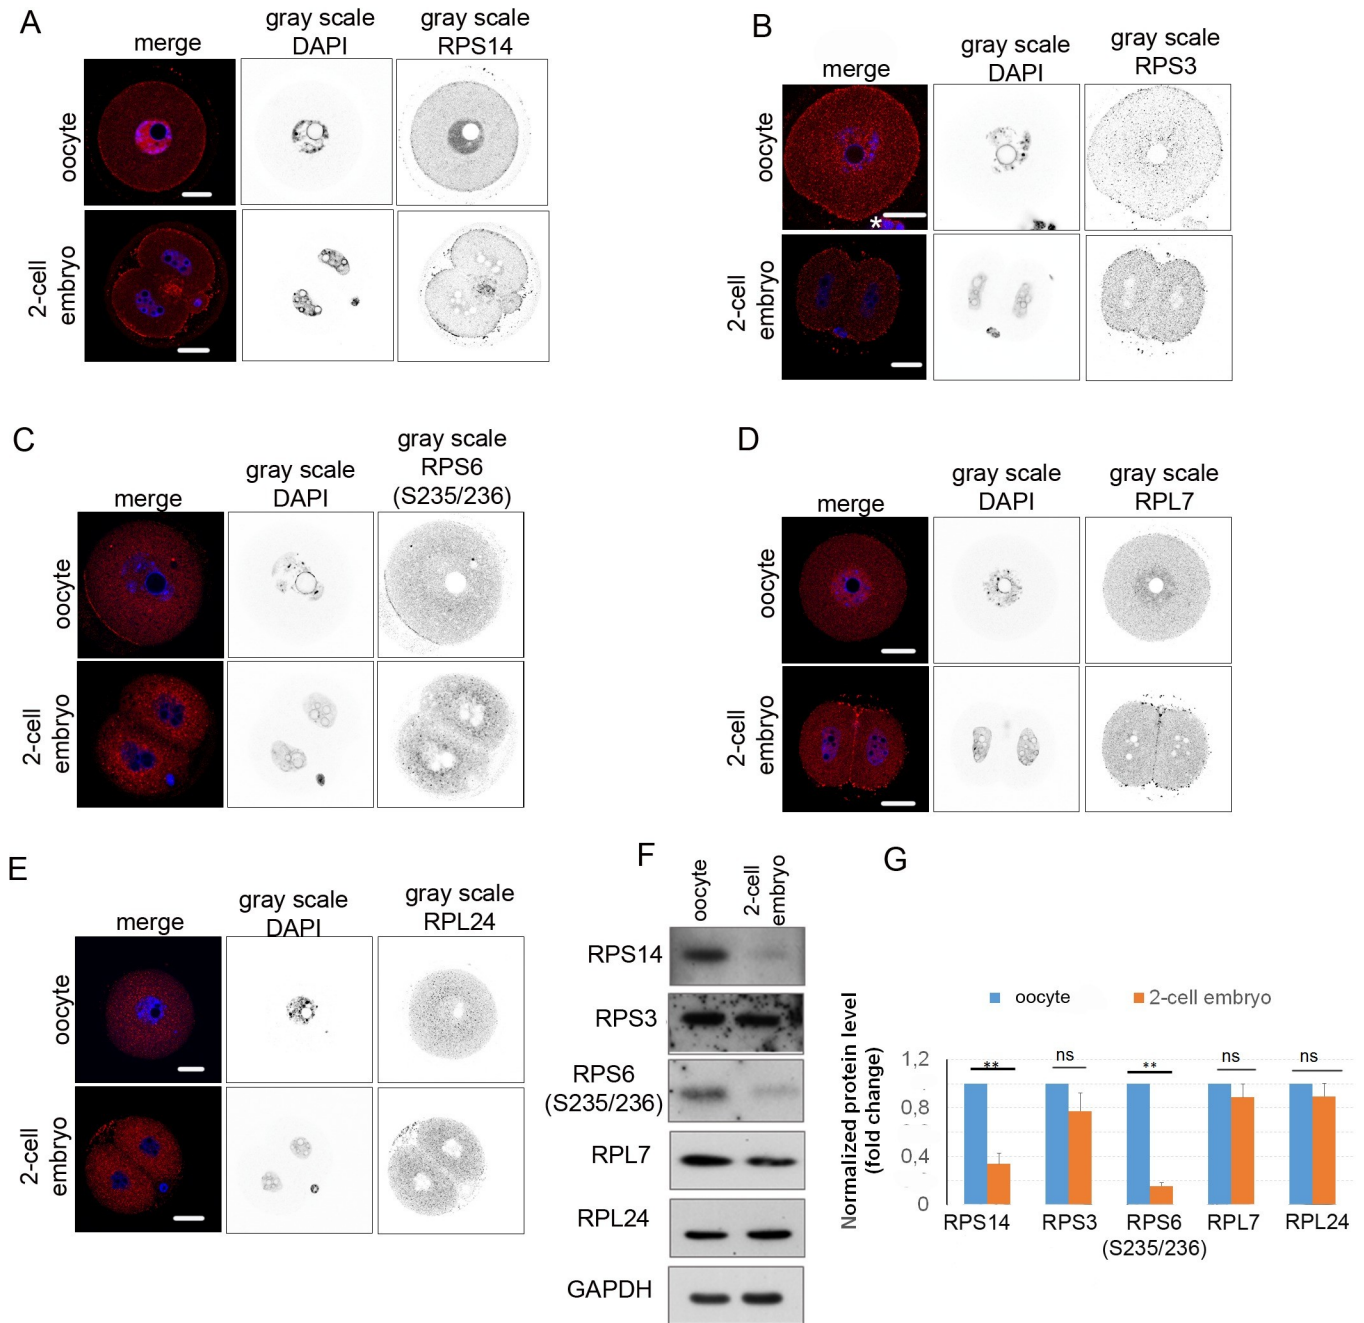 A
merge
gray scale
DAPI
gray scale
RPS14
oocyte
2-cell
embryo
B
merge
gray scale
DAPI
gray scale
RPS3
oocyte
*
2-cell
embryo
C
merge
gray scale
DAPI
gray scale
RPS6
(S235/236)
oocyte
2-cell
embryo
D
merge
gray scale
DAPI
gray scale
RPL7
oocyte
2-cell
embryo
E
merge
gray scale
DAPI
gray scale
RPL24
oocyte
2-cell
embryo
F
oocyte
2-cell
embryo
RPS14
RPS3
RPS6
(S235/236)
RPL7
RPL24
GAPDH
G
oocyte
2-cell embryo
Normalized protein level
(fold change)
1,2
0,8
0,4
0
** ns ** ns ns
RPS14 RPS3 RPS6 RPL7 RPL24
(S235/236)